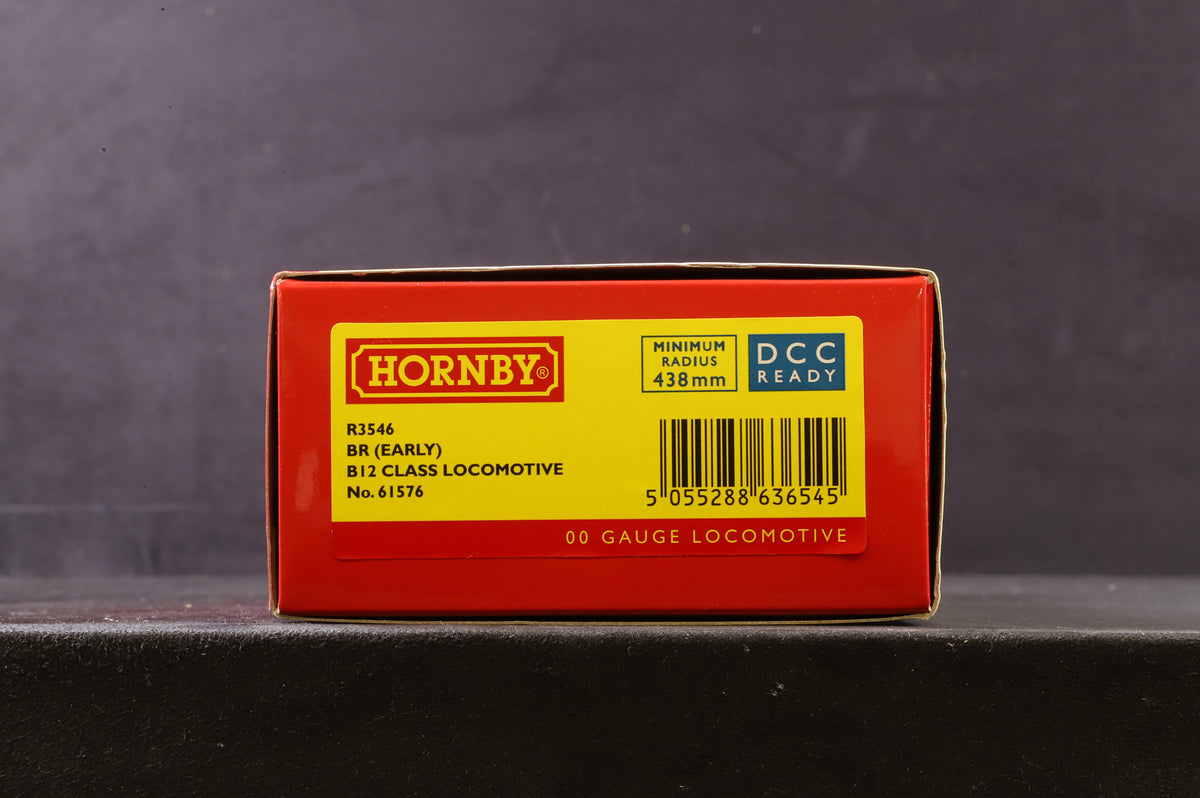 HORNBY®
MINIMUM
RADIUS
438mm
DCC
READY
R3546
BR (EARLY)
B12 CLASS LOCOMOTIVE
No. 61576
5 055288 636545
00 GAUGE LOCOMOTIVE